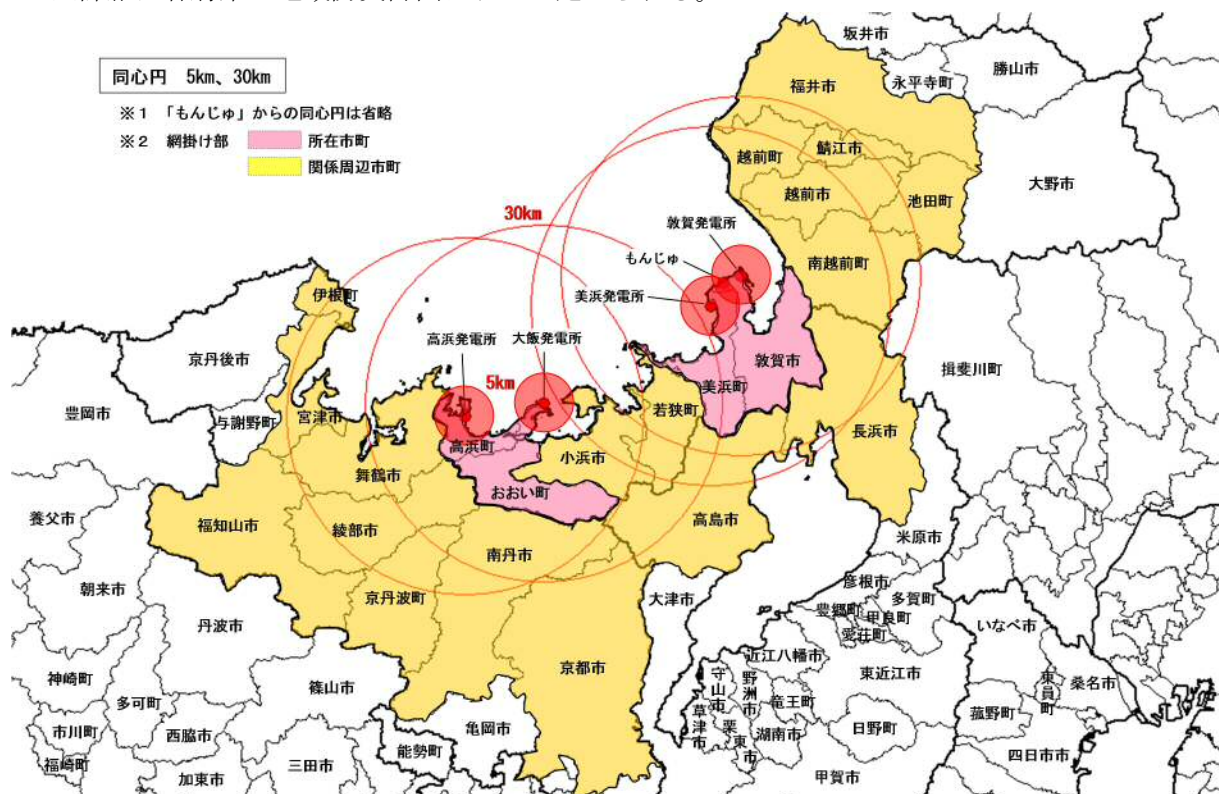 同心円 5km、30km
※1 「もんじゅ」からの同心円は省略
※2 網掛け部 所在市町
関係周辺市町
坂井市
永平寺町
勝山市
福井市
大野市
越前町
鯖江市
越前市
池田町
南越前町
敦賀発電所
もんじゅ
美浜発電所
30km
高浜発電所
大飯発電所
5km
伊根町
京丹後市
豊岡市
与謝野町
宮津市
舞鶴市
高浜町
おおい町
小浜市
若狭町
美浜町
敦賀市
揖斐川町
長浜市
高島市
養父市
福知山市
綾部市
南丹市
京丹波町
朝来市
丹波市
京都市
大津市
米原市
彦根市
多賀町
豊郷町
甲良町
愛荘町
いなべ市
近江八幡市
東近江市
神崎町
多可町
篠山市
亀岡市
守山市
野洲市
竜王町
草津市
栗東市
湖南市
日野町
東員町
桑名市
菰野町
市川町
西脇市
能勢町
福崎町
加東市
三田市
甲賀市
四日市市